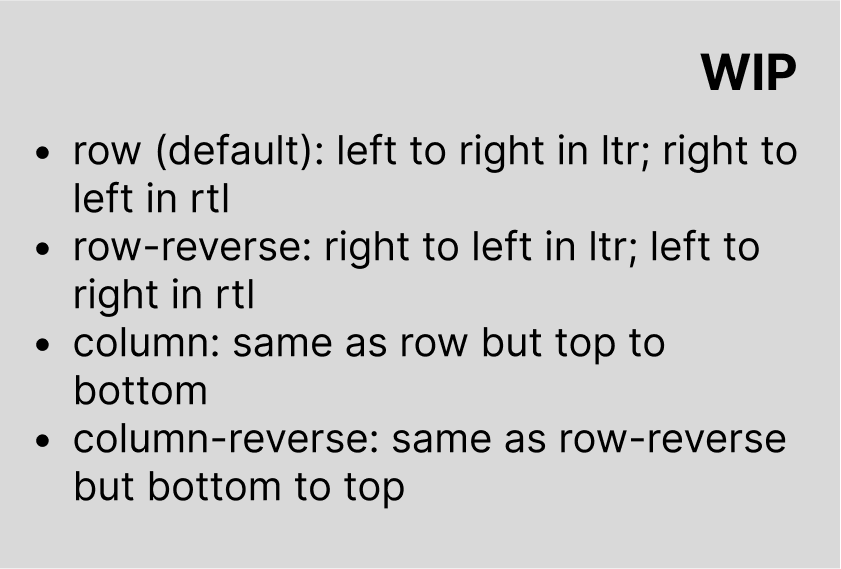 WIP
• row (default): left to right in ltr; right to
left in rtl
• row-reverse: right to left in ltr; left to
right in rtl
• column: same as row but top to
bottom
• column-reverse: same as row-reverse
but bottom to top